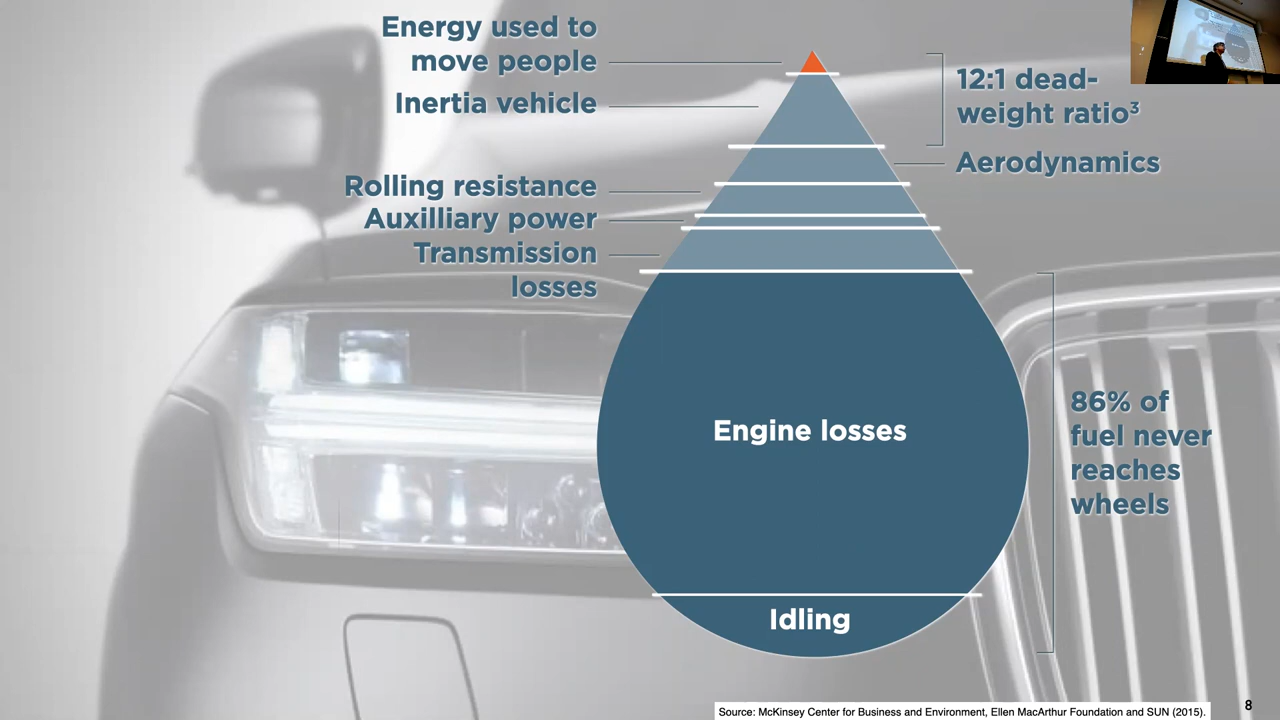 Energy used to
move people
Inertia vehicle
Rolling resistance
Auxilliary power
Transmission
losses
12:1 dead-
weight ratio³
Aerodynamics
Engine losses
86% of
fuel never
reaches
wheels
Idling
Source: McKinsey Center for Business and Environment, Ellen MacArthur Foundation and SUN (2015).
8